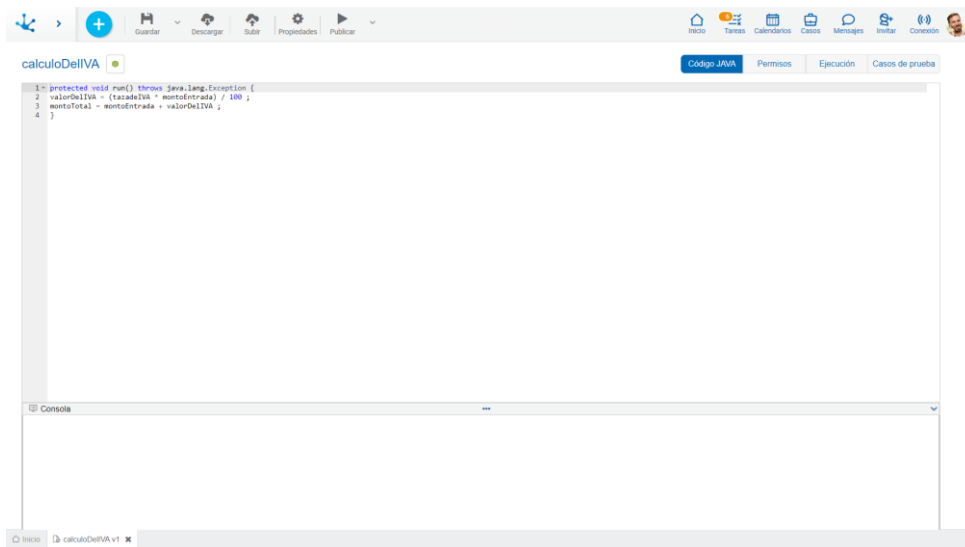 Guardar
Descargar
Subir
Propiedades
Publicar
Inicio
6
Tareas
Calendarios
Casos
Mensajes
Invitar
Conexión
calculoDelIVA
Código JAVA
Permisos
Ejecución
Casos de prueba
1 protected void run() throws java.lang.Exception {
2 valorDelIVA = (tazadeIVA * montoEntrada) / 100 ;
3 montoTotal = montoEntrada + valorDelIVA ;
4 }
Consola
Inicio
calculoDelIVA v1